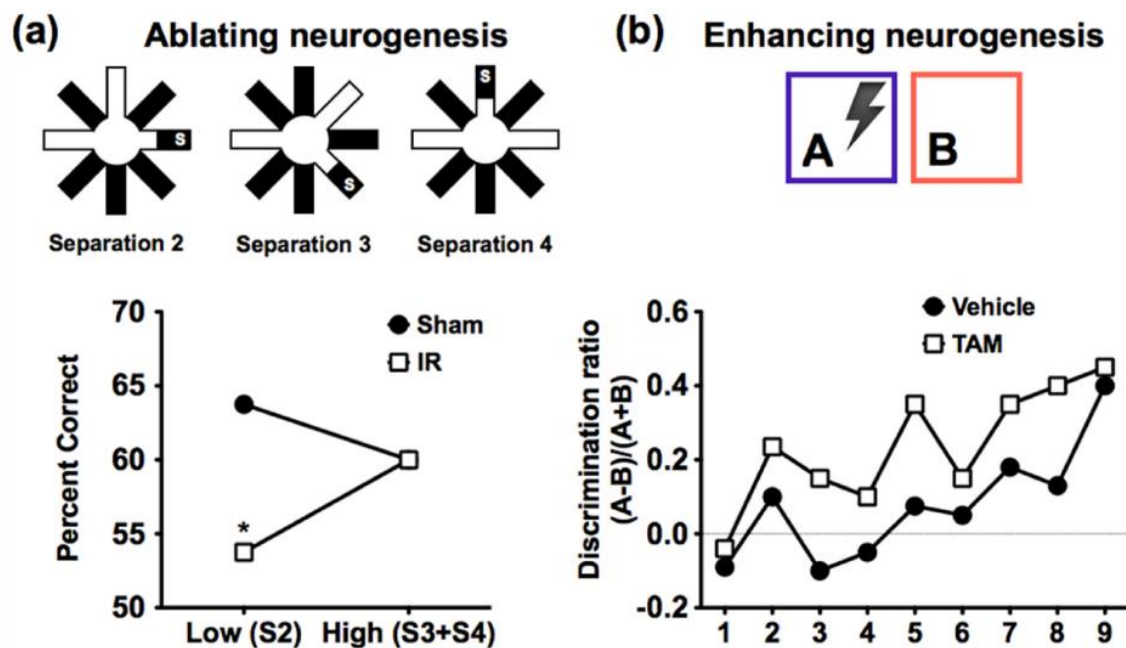 (a) Ablating neurogenesis
S
S
S
Separation 2
Separation 3
Separation 4
70
65
60
55
50
Percent Correct
Sham
IR
*
Low (S2)
High (S3+S4)
(b) Enhancing neurogenesis
A
B
0.6
0.4
0.2
0.0
-0.2
Discrimination ratio
(A-B)/(A+B)
Vehicle
TAM
1 2 3 4 5 6 7 8 9